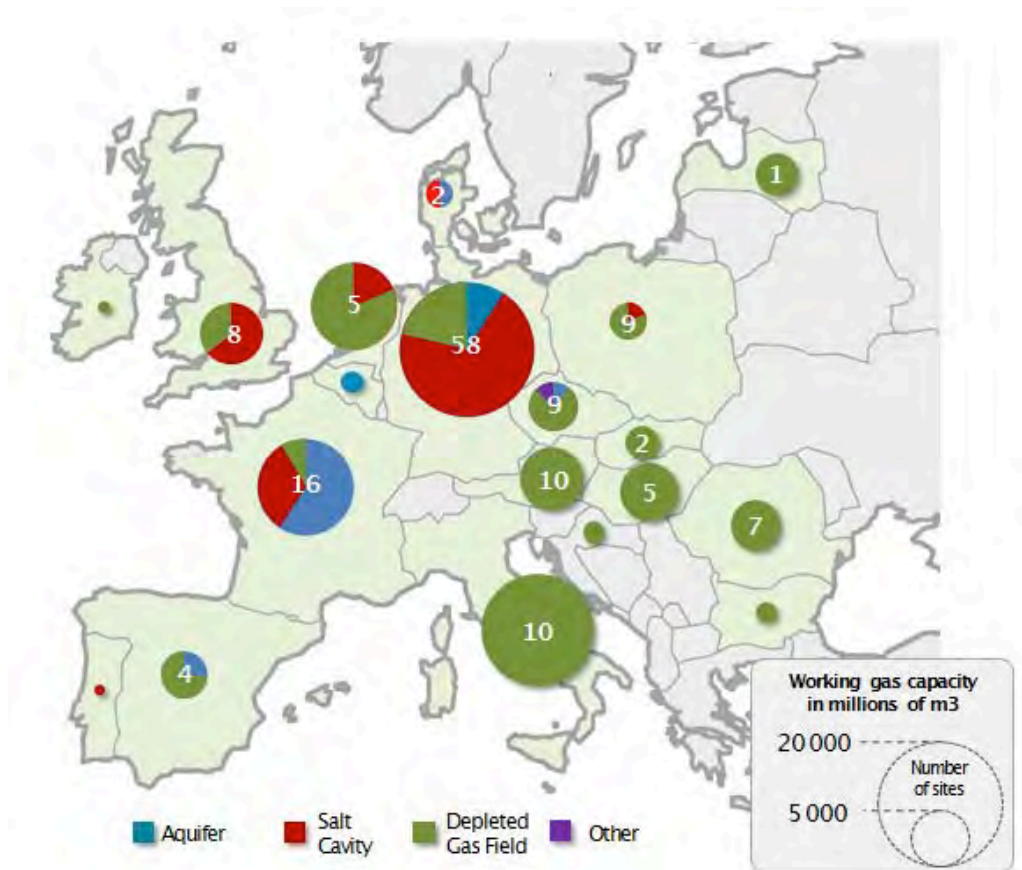 1
2
5
8
58
9
9
2
10
5
16
7
10
4
Working gas capacity
in millions of m3
20 000
Number
of sites
5 000
Aquifer
Salt
Cavity
Depleted
Gas Field
Other